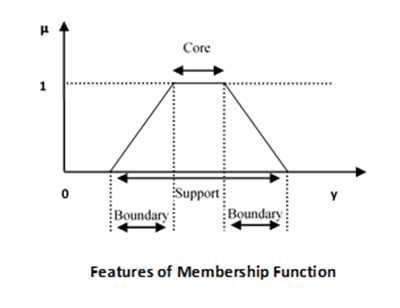 μ
Core
1
0
Support
y
Boundary
Boundary
Features of Membership Function